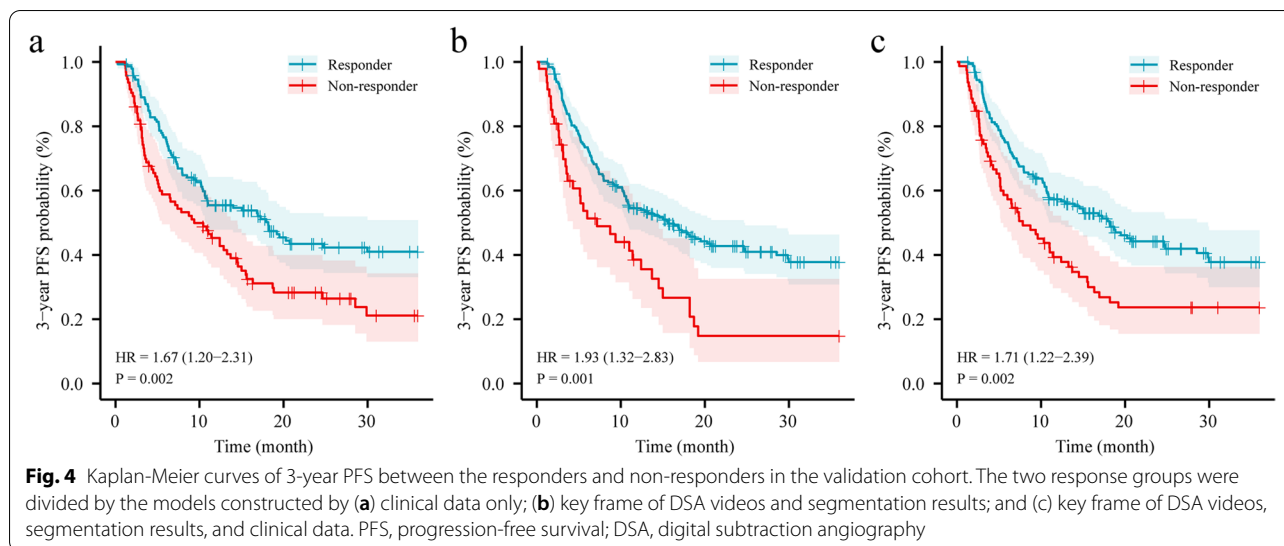 a
3−year PFS probability (%)
1.0
0.8
0.6
0.4
0.2
0.0
Responder
Non-responder
HR = 1.67 (1.20−2.31)
P = 0.002
0 10 20 30
Time (month)
b
3−year PFS probability (%)
1.0
0.8
0.6
0.4
0.2
0.0
Responder
Non-responder
HR = 1.93 (1.32−2.83)
P = 0.001
0 10 20 30
Time (month)
c
3−year PFS probability (%)
1.0
0.8
0.6
0.4
0.2
0.0
Responder
Non-responder
HR = 1.71 (1.22−2.39)
P = 0.002
0 10 20 30
Time (month)
Fig. 4 Kaplan-Meier curves of 3-year PFS between the responders and non-responders in the validation cohort. The two response groups were
divided by the models constructed by (a) clinical data only; (b) key frame of DSA videos and segmentation results; and (c) key frame of DSA videos,
segmentation results, and clinical data. PFS, progression-free survival; DSA, digital subtraction angiography